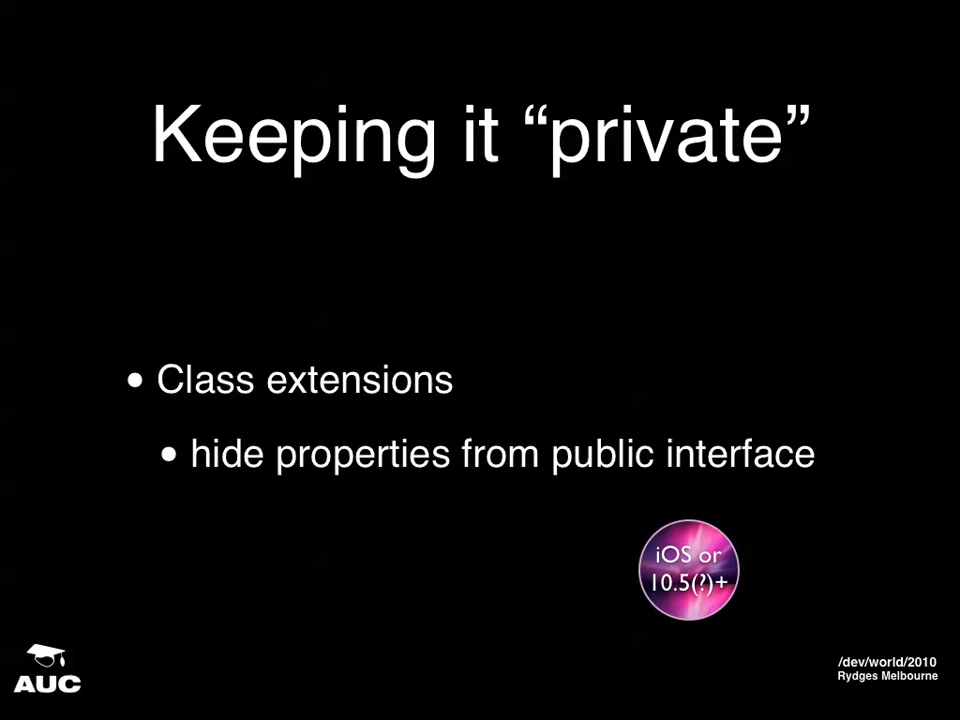 Keeping it “private”
• Class extensions
• hide properties from public interface
iOS or
10.5(?)+
AUC
/dev/world/2010
Rydges Melbourne